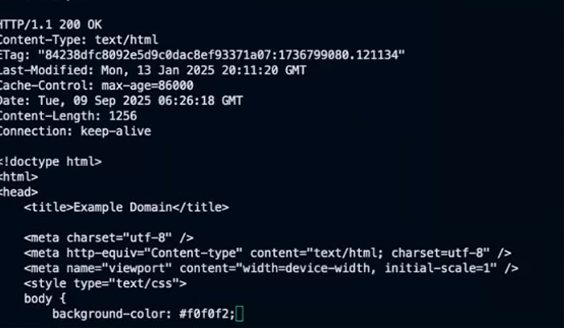 HTTP/1.1 200 OK
Content-Type: text/html
ETag: "84238dfc8092e5d9c0dac8ef93371a07:1736799080.121134"
Last-Modified: Mon, 13 Jan 2025 20:11:20 GMT
Cache-Control: max-age=86000
Date: Tue, 09 Sep 2025 06:26:18 GMT
Content-Length: 1256
Connection: keep-alive
<!doctype html>
<html>
<head>
<title>Example Domain</title>
<meta charset="utf-8" />
<meta http-equiv="Content-type" content="text/html; charset=utf-8" />
<meta name="viewport" content="width=device-width, initial-scale=1" />
<style type="text/css">
body {
background-color: #f0f0f2;